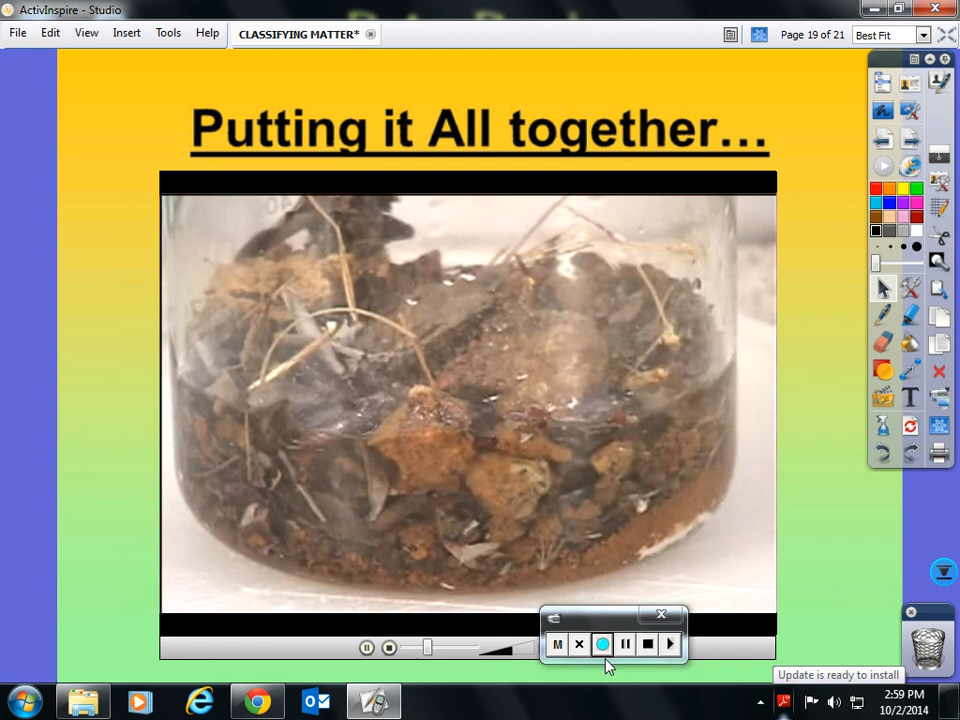 ActivInspire - Studio
File Edit View Insert Tools Help CLASSIFYING MATTER* Page 19 of 21 Best Fit
Putting it All together...
M
T
Update is ready to install
2:59 PM
10/2/2014